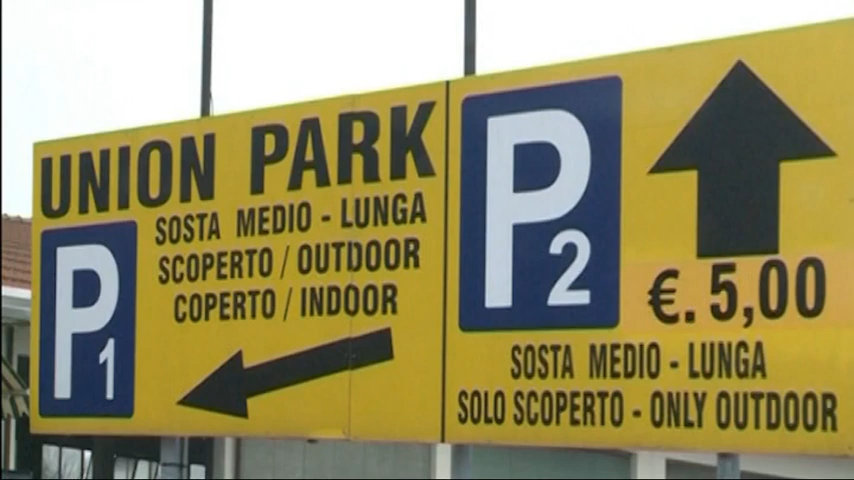 UNION PARK
SOSTA MEDIO - LUNGA
SCOPERTO / OUTDOOR
COPERTO / INDOOR
P1
P2
€. 5,00
SOSTA MEDIO - LUNGA
SOLO SCOPERTO - ONLY OUTDOOR